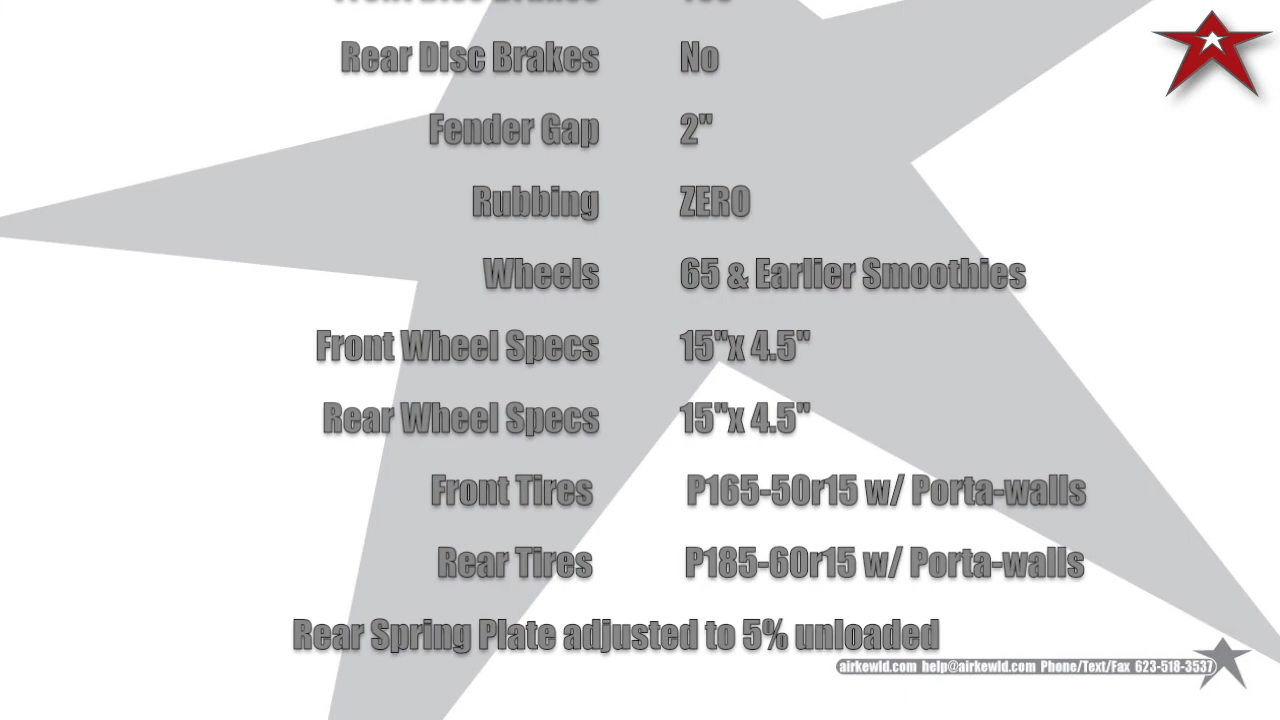 Rear Disc Brakes No
Fender Gap 2"
Rubbing ZERO
Wheels 65 & Earlier Smoothies
Front Wheel Specs 15"x 4.5"
Rear Wheel Specs 15"x 4.5"
Front Tires P165-50r15 w/ Porta-walls
Rear Tires P185-60r15 w/ Porta-walls
Rear Spring Plate adjusted to 5% unloaded
airkewld.com help@airkewld.com Phone/Text/Fax 623-518-3537